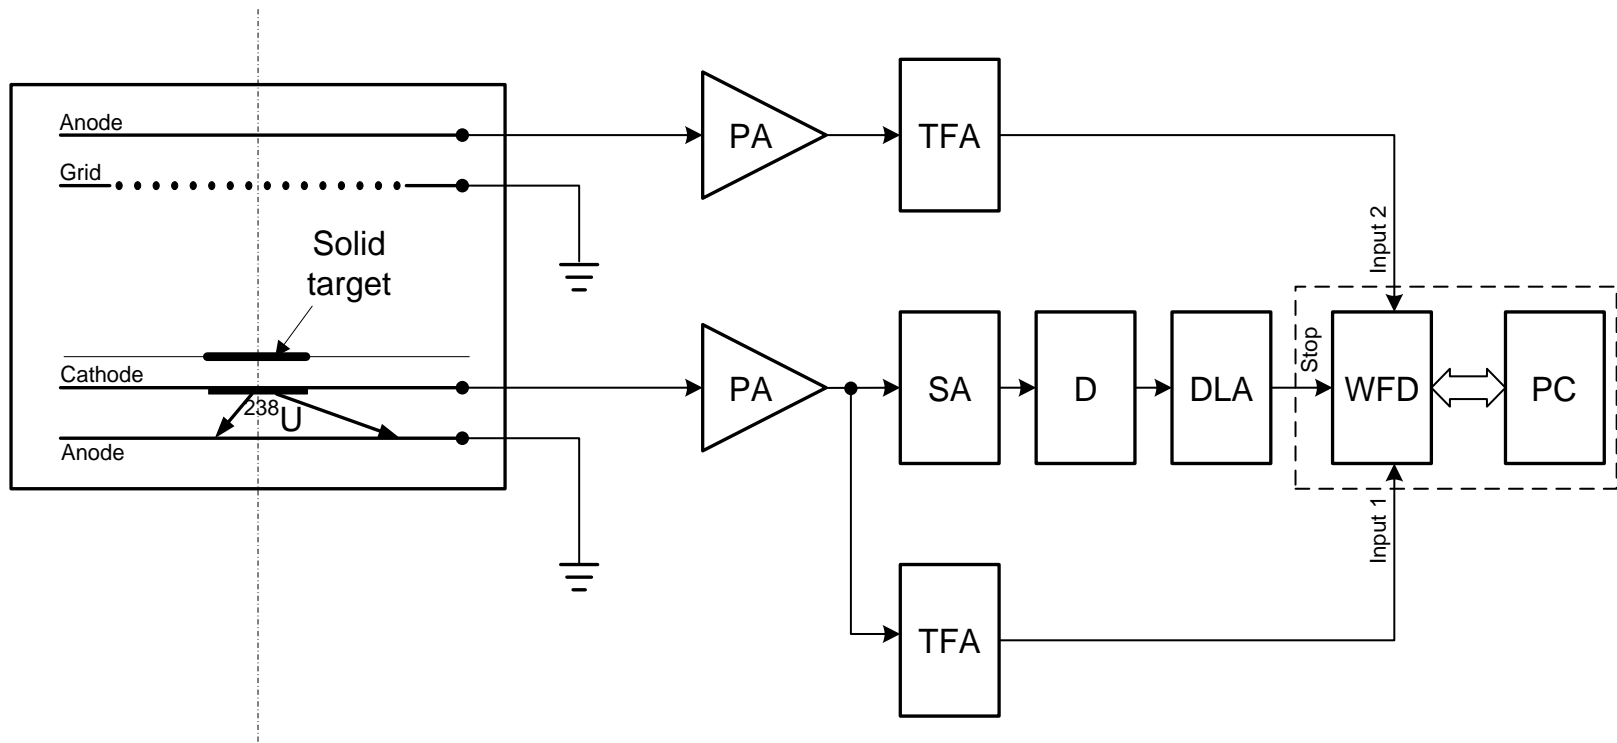 Anode
Grid
Solid
target
Cathode
238U
Anode
PA
TFA
Input 2
PA
SA
D
DLA
Stop
WFD
PC
Input 1
TFA